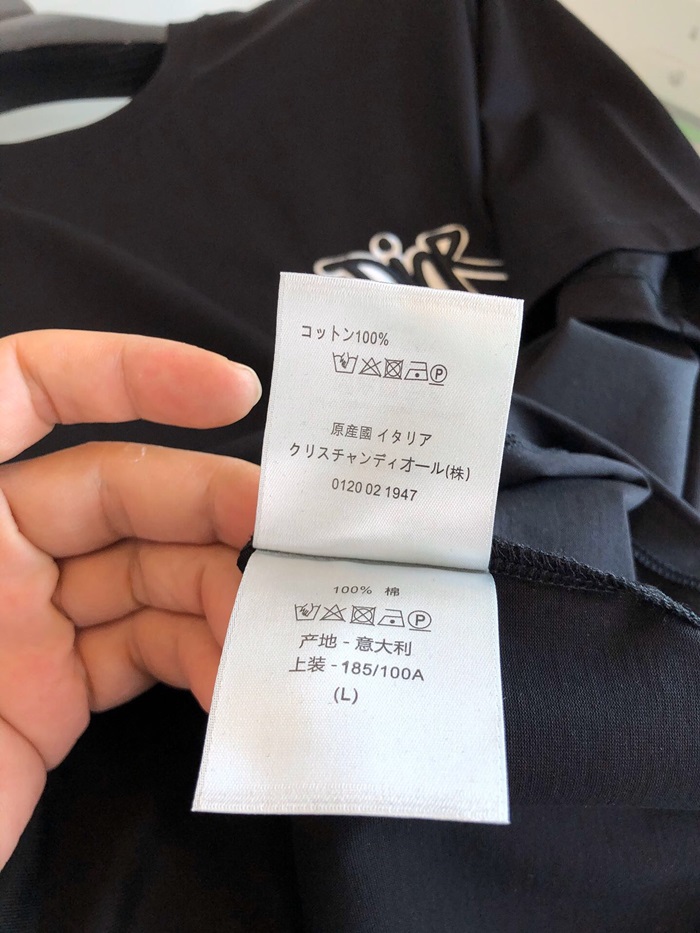 DIOR
コットン100%
P
原産國 イタリア
クリスチャンディオール(株)
0120 02 1947
100% 棉
P
产地 - 意大利
上装 - 185/100A
(L)